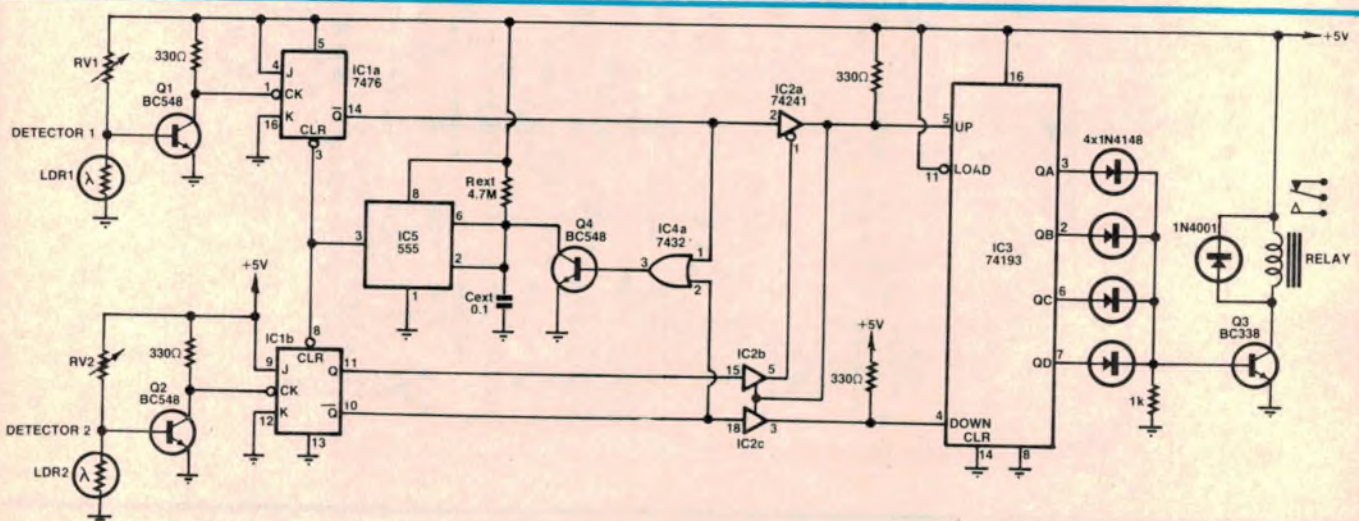 +5V
RV1
330Ω
Q1
BC548
DETECTOR 1
LDR1
λ
4
J
5
1
CK
16
K
CLR
3
IC1a
7476
Q
14
8
3
IC5
555
6
2
1
Rext
4.7M
Cext
0.1
Q4
BC548
IC4a
7432
3
1
2
IC2a
74241
2
1
330Ω
5
UP
16
11
LOAD
QA
3
QB
2
QC
6
QD
7
IC3
74193
4
DOWN
CLR
14
8
4x1N4148
1N4001
RELAY
Q3
BC338
1k
+5V
RV2
330Ω
Q2
BC548
DETECTOR 2
LDR2
λ
IC1b
8
CLR
9
J
CK
12
K
13
Q
11
Q
10
IC2b
15
5
18
3
IC2c
+5V
330Ω